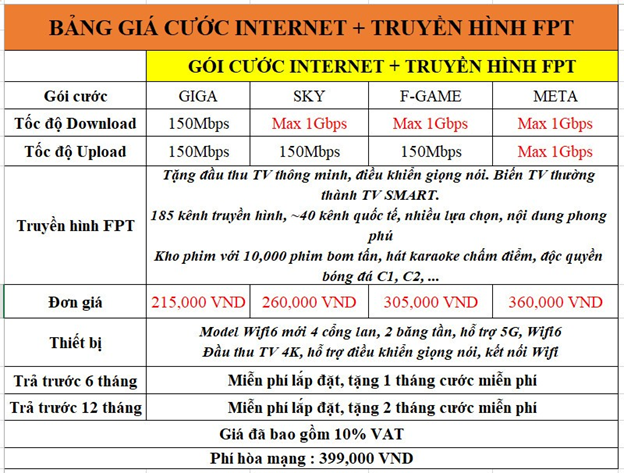 BẢNG GIÁ CƯỚC INTERNET + TRUYỀN HÌNH FPT
GÓI CƯỚC INTERNET + TRUYỀN HÌNH FPT
Gói cước GIGA SKY F-GAME META
Tốc độ Download 150Mbps Max 1Gbps Max 1Gbps Max 1Gbps
Tốc độ Upload 150Mbps 150Mbps 150Mbps Max 1Gbps
Truyền hình FPT
Tặng đầu thu TV thông minh, điều khiển giọng nói. Biến TV thường
thành TV SMART.
185 kênh truyền hình, ~40 kênh quốc tế, nhiều lựa chọn, nội dung phong
phú
Kho phim với 10,000 phim bom tấn, hát karaoke chấm điểm, độc quyền
bóng đá C1, C2, ...
Đơn giá 215,000 VND 260,000 VND 305,000 VND 360,000 VND
Thiết bị
Model Wifi6 mới 4 cổng lan, 2 băng tần, hỗ trợ 5G, Wifi6
Đầu thu TV 4K, hỗ trợ điều khiển giọng nói, kết nối Wifi
Trả trước 6 tháng Miễn phí lắp đặt, tặng 1 tháng cước miễn phí
Trả trước 12 tháng Miễn phí lắp đặt, tặng 2 tháng cước miễn phí
Giá đã bao gồm 10% VAT
Phí hòa mạng : 399,000 VND